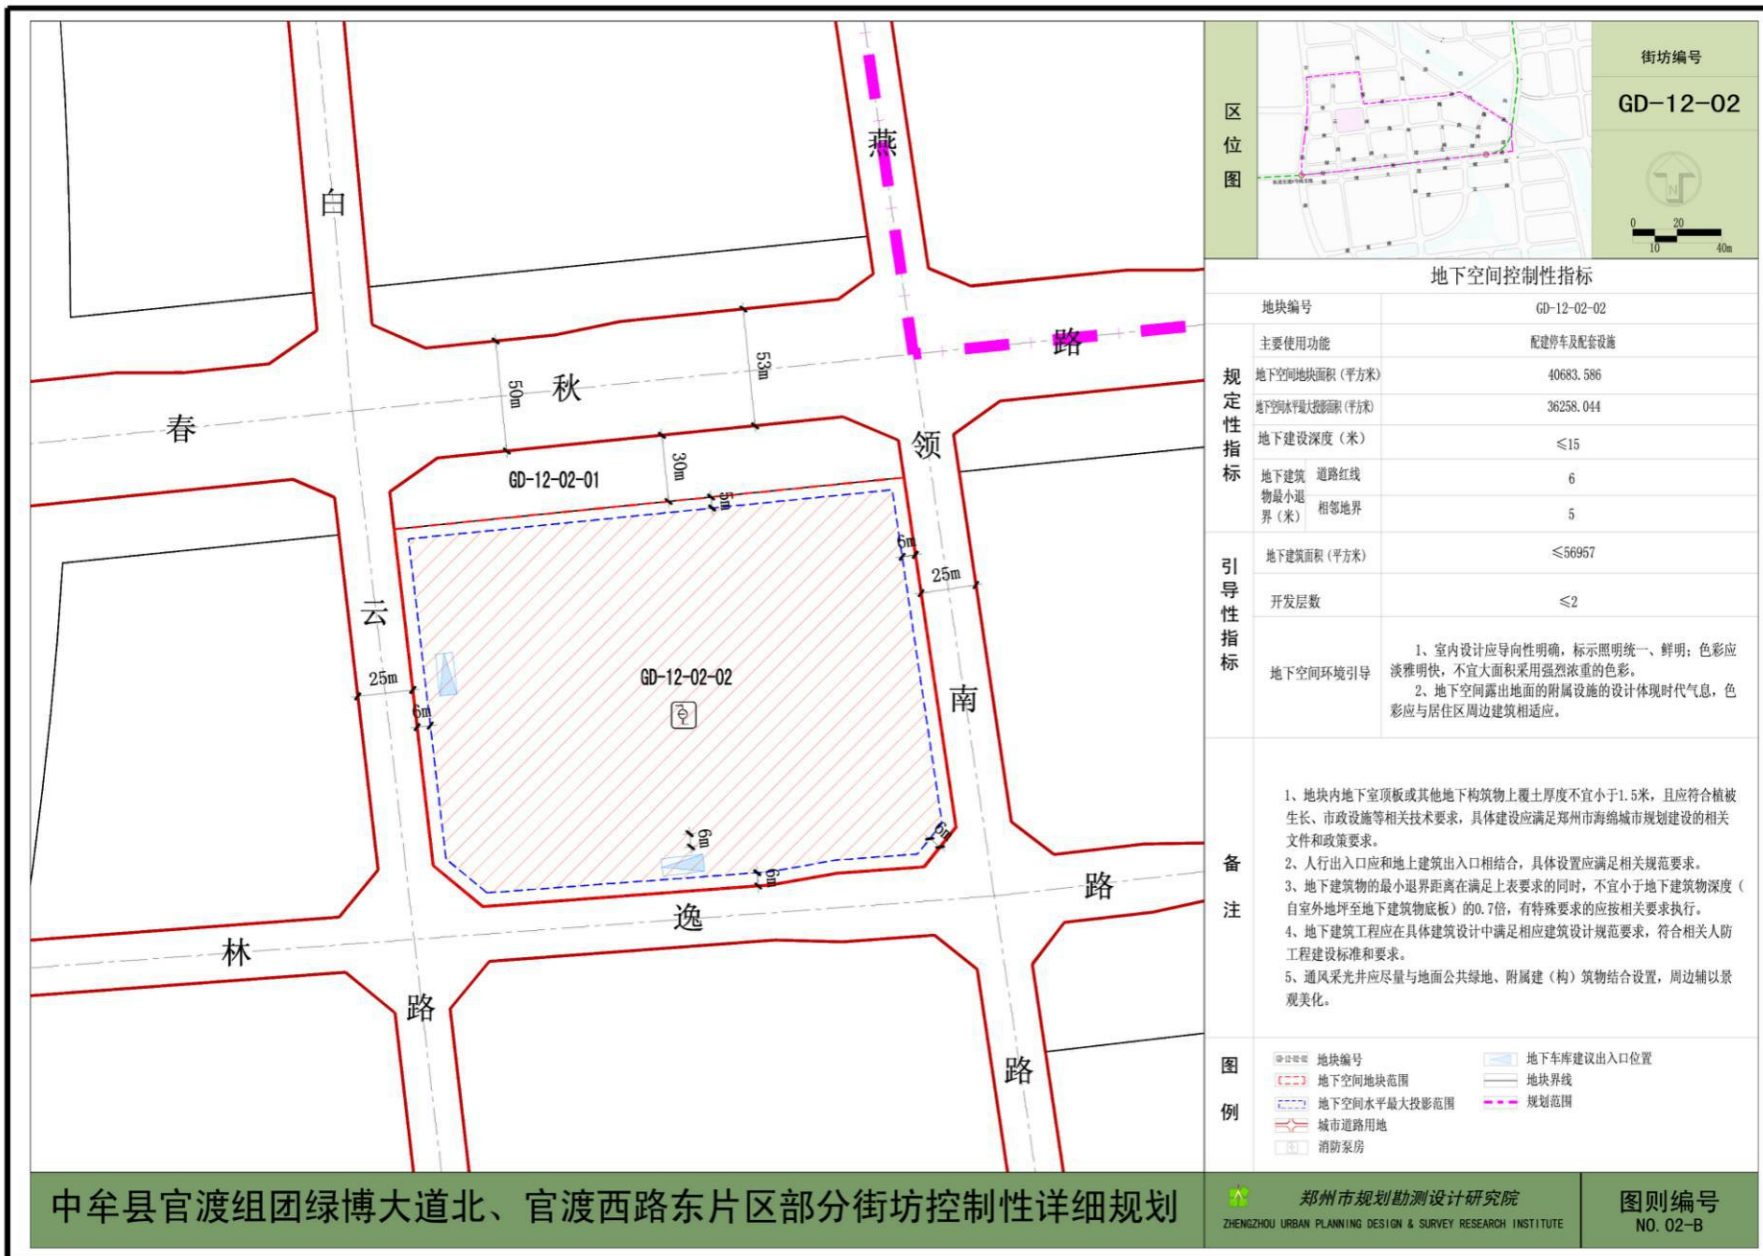 燕
白
路
秋
春
53m
50m
领
30m
GD-12-02-01
5m
6m
25m
云
25m
6m
GD-12-02-02
南
6m
6m
6m
路
逸
林
路
路
区位图
街坊编号
GD-12-02
N
0 20
10 40m
地下空间控制性指标
地块编号 GD-12-02-02
规定性指标
主要使用功能 配建停车及配套设施
地下空间地块面积（平方米） 40683.586
地下空间水平最大投影面积（平方米） 36258.044
地下建设深度（米） ≤15
地下建筑物最小退界（米）
道路红线 6
相邻地界 5
引导性指标
地下建筑面积（平方米） ≤56957
开发层数 ≤2
地下空间环境引导
1、室内设计应导向性明确，标示照明统一、鲜明；色彩应
淡雅明快，不宜大面积采用强烈浓重的色彩。
2、地下空间露出地面的附属设施的设计体现时代气息，色
彩应与居住区周边建筑相适应。
备注
1、地块内地下室顶板或其他地下构筑物上覆土厚度不宜小于1.5米，且应符合植被
生长、市政设施等相关技术要求，具体建设应满足郑州市海绵城市规划建设的相关
文件和政策要求。
2、人行出入口应和地上建筑出入口相结合，具体设置应满足相关规范要求。
3、地下建筑物的最小退界距离在满足上表要求的同时，不宜小于地下建筑物深度（
自室外地坪至地下建筑物底板）的0.7倍，有特殊要求的应按相关要求执行。
4、地下建筑工程应在具体建筑设计中满足相应建筑设计规范要求，符合相关人防
工程建设标准和要求。
5、通风采光井应尽量与地面公共绿地、附属建（构）筑物结合设置，周边辅以景
观美化。
图例
地块编号
地下空间地块范围
地下空间水平最大投影范围
城市道路用地
消防泵房
地下车库建议出入口位置
地块界线
规划范围
中牟县官渡组团绿博大道北、官渡西路东片区部分街坊控制性详细规划
郑州市规划勘测设计研究院
ZHENGZHOU URBAN PLANNING DESIGN & SURVEY RESEARCH INSTITUTE
图则编号
NO. 02-B